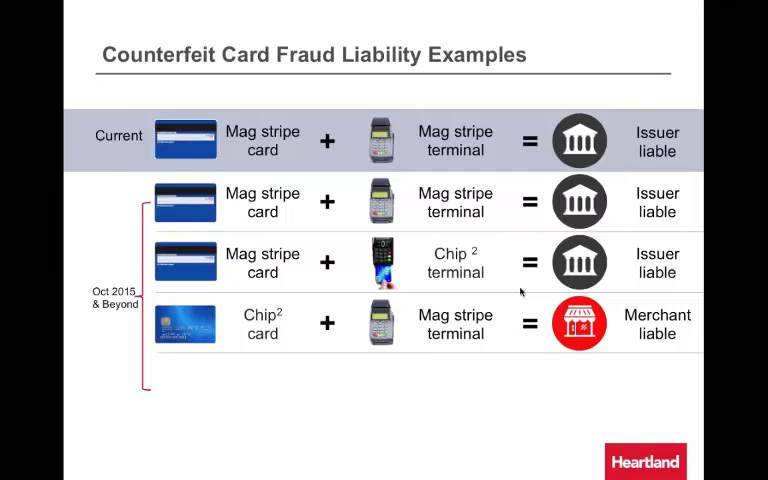 Counterfeit Card Fraud Liability Examples
Current
Mag stripe
card
+
Mag stripe
terminal
=
Issuer
liable
Mag stripe
card
+
Mag stripe
terminal
=
Issuer
liable
Mag stripe
card
+
Chip 2
terminal
=
Issuer
liable
Oct 2015
& Beyond
Chip2
card
+
Mag stripe
terminal
=
Merchant
liable
Heartland